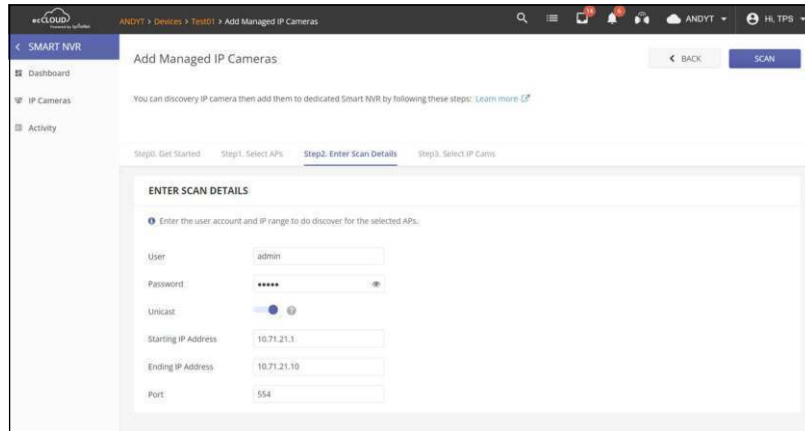 ecCLOUD
ANDYT > Devices > Test01 > Add Managed IP Cameras
ANDYT
Hi, TPS
< SMART NVR
Dashboard
IP Cameras
Activity
Add Managed IP Cameras
BACK
SCAN
You can discovery IP camera then add them to dedicated Smart NVR by following these steps: Learn more
Step0. Get Started
Step1. Select APs
Step2. Enter Scan Details
Step3. Select IP Cams
ENTER SCAN DETAILS
Enter the user account and IP range to do discover for the selected APs.
User
admin
Password
•••••
Unicast
Starting IP Address
10.71.21.1
Ending IP Address
10.71.21.10
Port
554